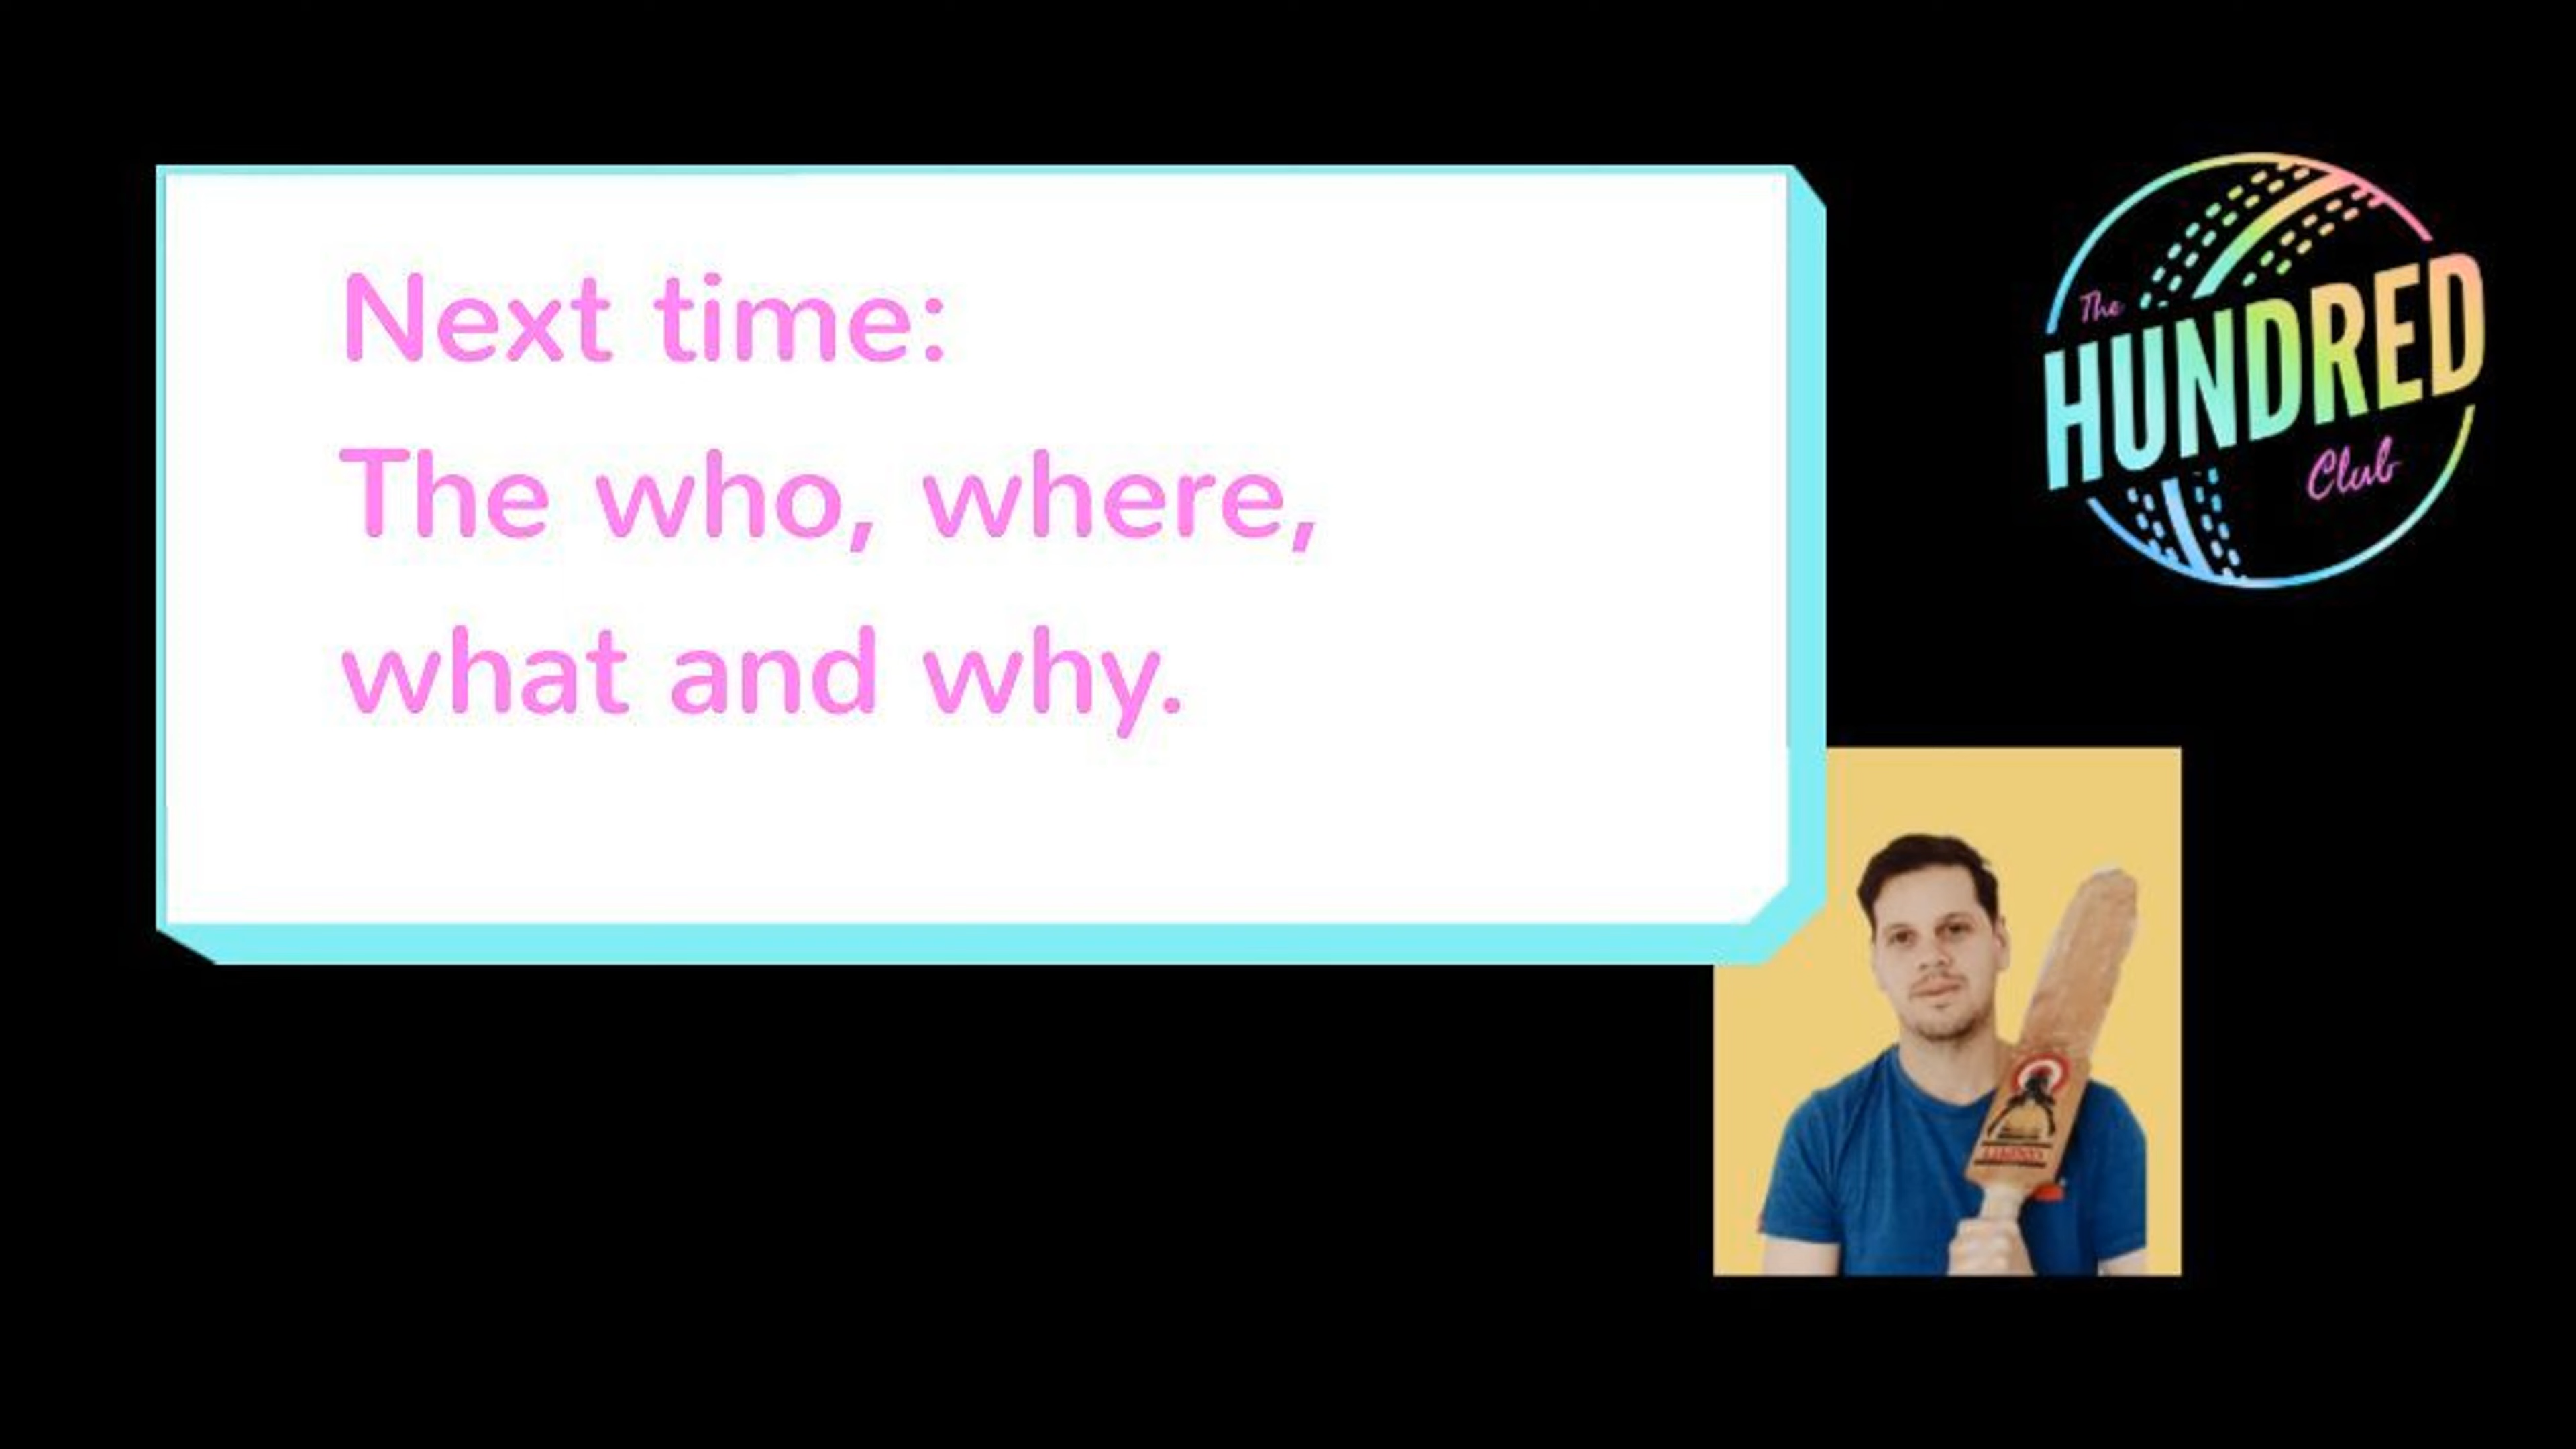 Next time:
The who, where,
what and why.
The
HUNDRED
Club